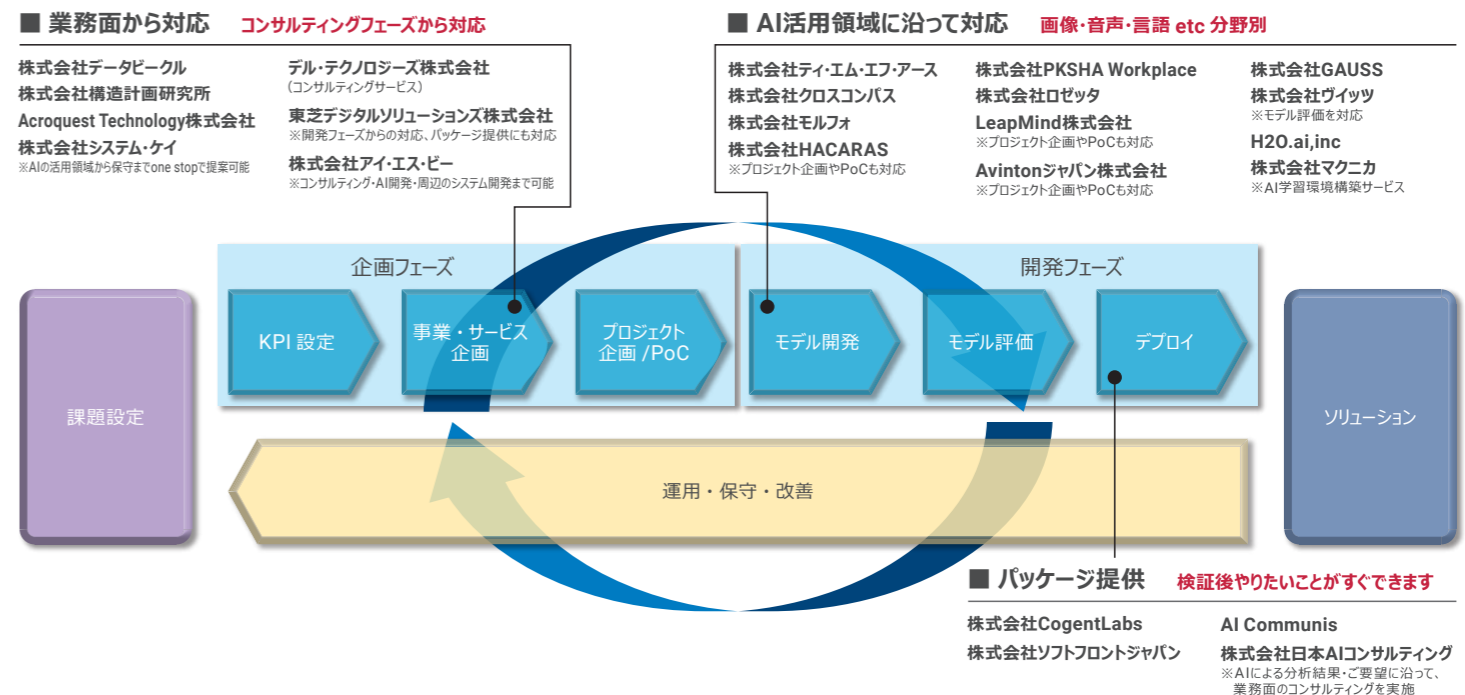 ■ 業務面から対応 コンサルティングフェーズから対応
株式会社データビークル
株式会社構造計画研究所
Acroquest Technology株式会社
株式会社システム・ケイ
※AIの活用領域から保守までone stopで提案可能
デル・テクノロジーズ株式会社
(コンサルティングサービス)
東芝デジタルソリューションズ株式会社
※開発フェーズからの対応、パッケージ提供にも対応
株式会社アイ・エス・ビー
※コンサルティング・AI開発・周辺のシステム開発まで可能
■ AI活用領域に沿って対応 画像・音声・言語 etc 分野別
株式会社ティ・エム・エフ・アース
株式会社クロスコンパス
株式会社モルフォ
株式会社HACARAS
※プロジェクト企画やPoCも対応
株式会社PKSHA Workplace
株式会社ロゼッタ
LeapMind株式会社
※プロジェクト企画やPoCも対応
Avintonジャパン株式会社
※プロジェクト企画やPoCも対応
株式会社GAUSS
株式会社ヴィッツ
※モデル評価を対応
H2O.ai,inc
株式会社マクニカ
※AI学習環境構築サービス
企画フェーズ
開発フェーズ
課題設定
KPI 設定
事業・サービス
企画
プロジェクト
企画 /PoC
モデル開発
モデル評価
デプロイ
ソリューション
運用・保守・改善
■ パッケージ提供 検証後やりたいことがすぐできます
株式会社CogentLabs
株式会社ソフトフロントジャパン
AI Communis
株式会社日本AIコンサルティング
※AIによる分析結果・ご要望に沿って、
業務面のコンサルティングを実施